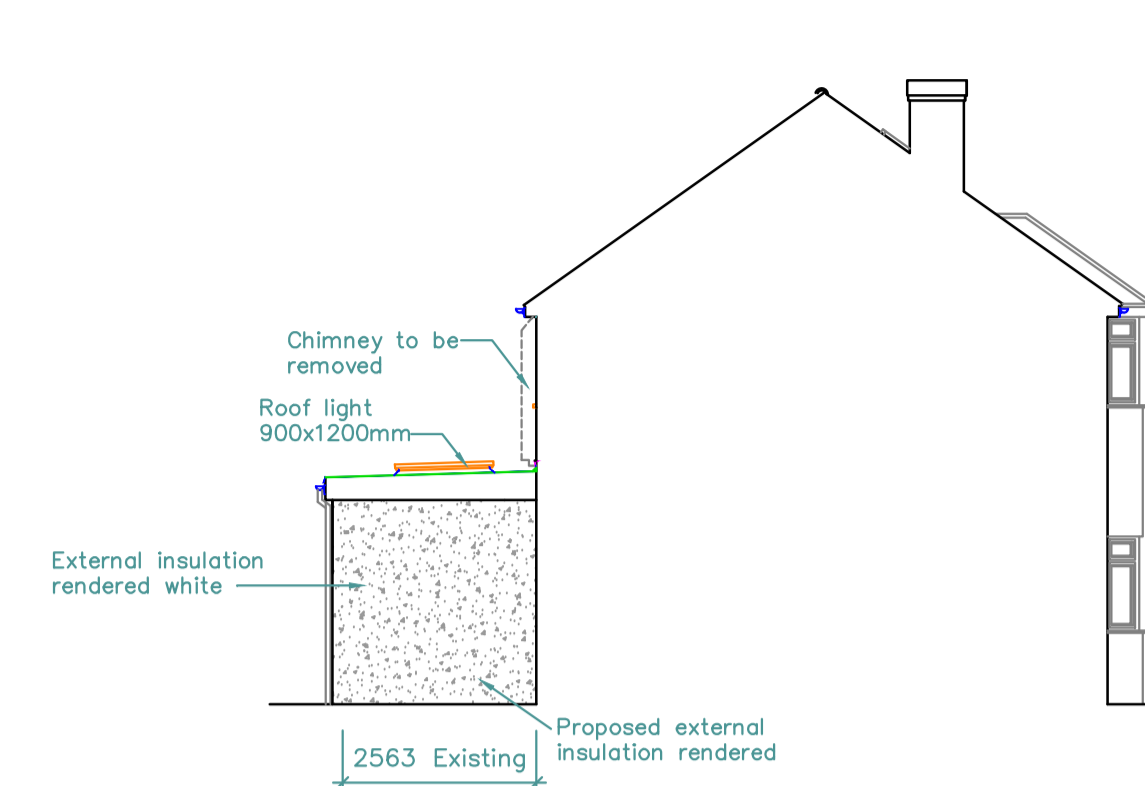 Chimney to be
removed
Roof light
900x1200mm
External insulation
rendered white
Proposed external
insulation rendered
2563 Existing